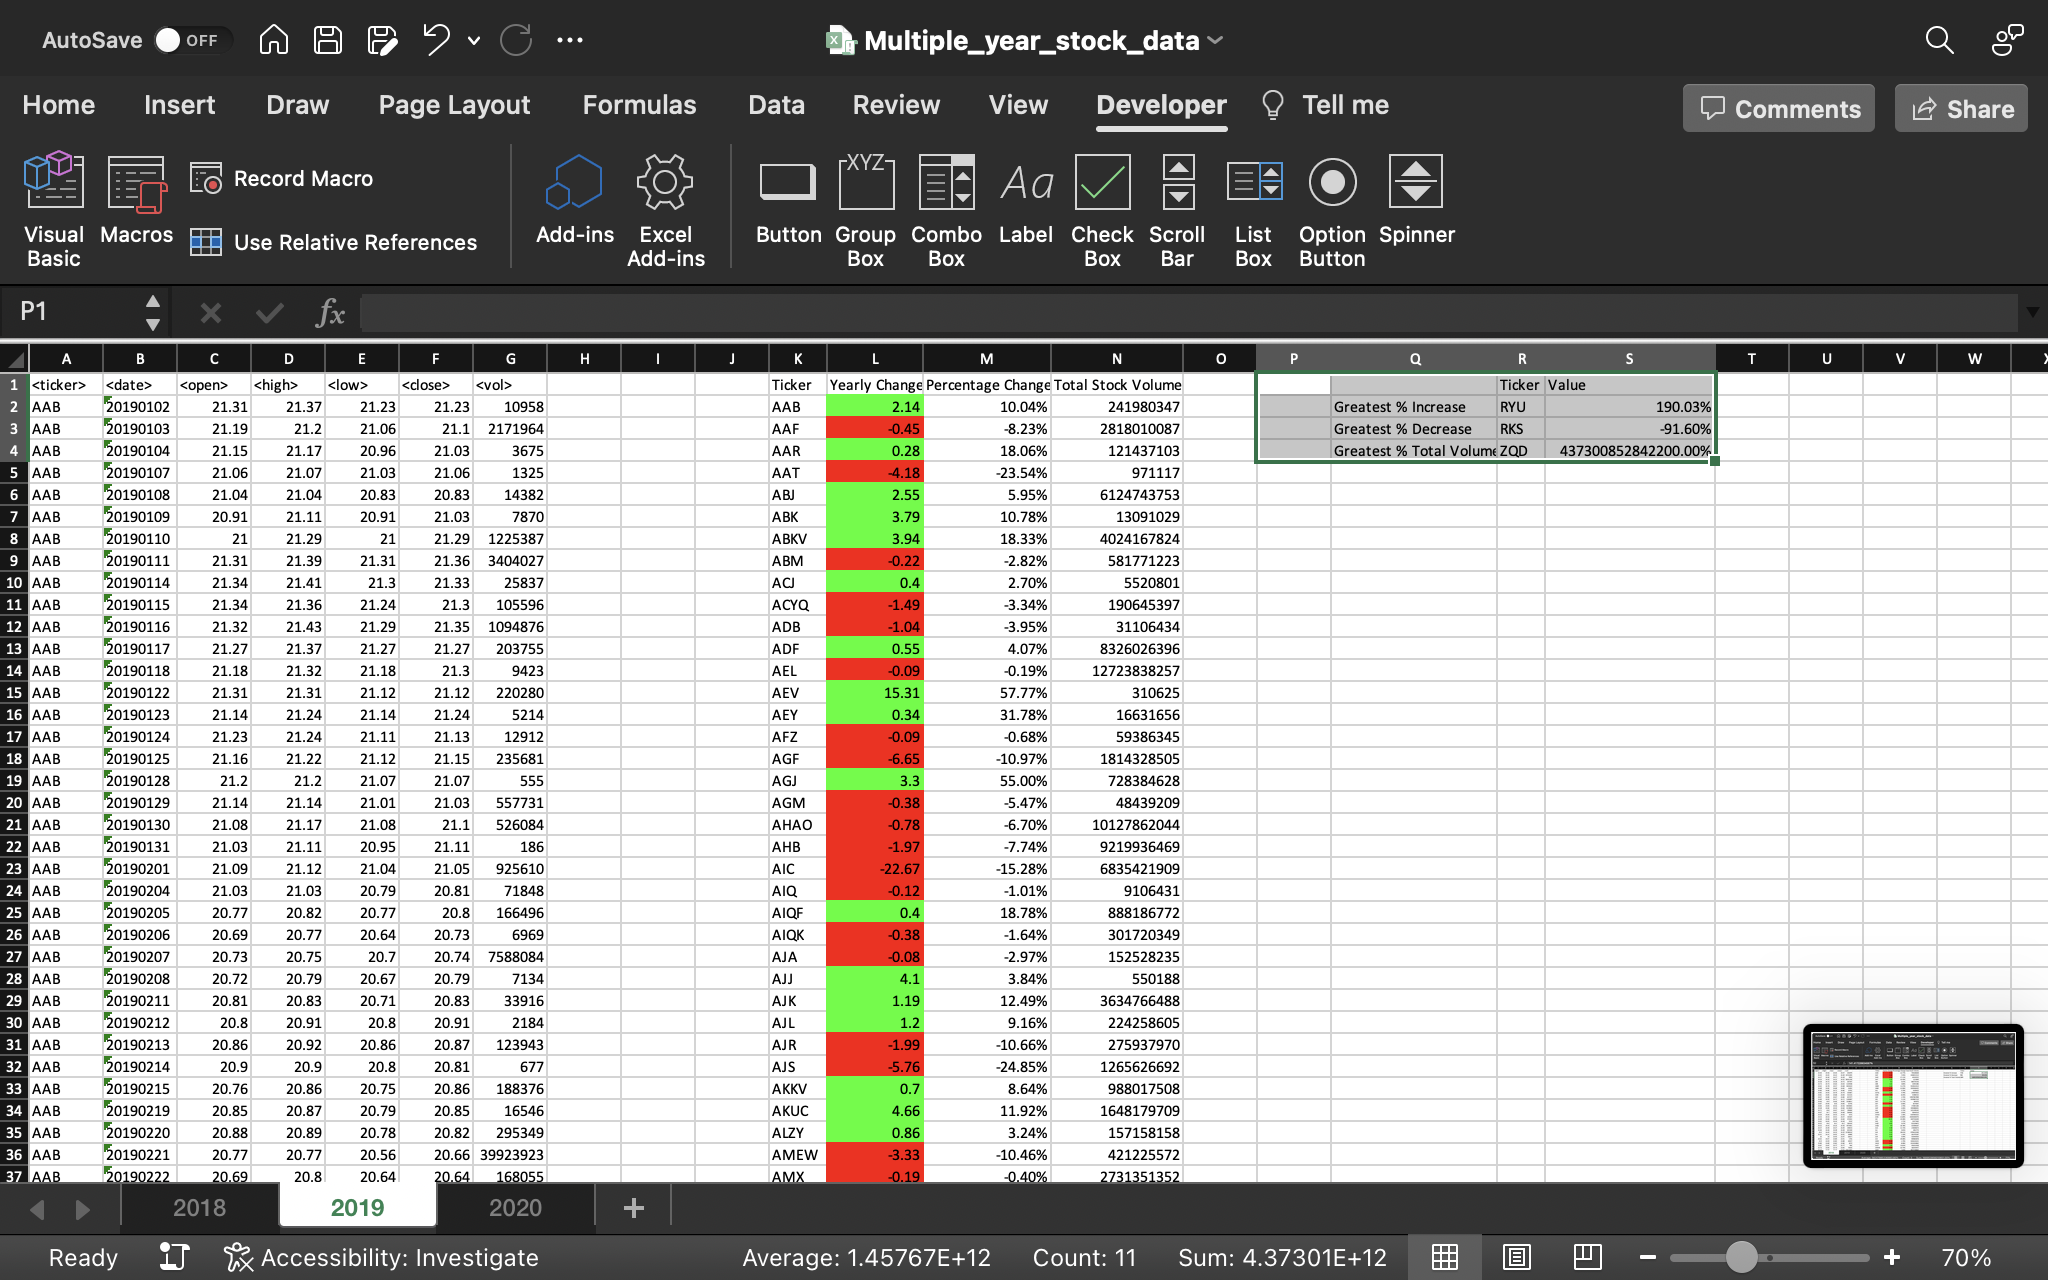 AutoSave OFF Multiple_year_stock_data
Home Insert Draw Page Layout Formulas Data Review View Developer Tell me Comments Share
Visual Basic Macros Record Macro Use Relative References Add-ins Excel Add-ins Button Group Box Combo Box Label Check Box Scroll Bar List Box Option Button Spinner
XYZ Aa
P1 fx
A B C D E F G H I J K L M N O P Q R S T U V W X
1 <ticker> <date> <open> <high> <low> <close> <vol> Ticker Yearly Change Percentage Change Total Stock Volume Ticker Value
2 AAB 20190102 21.31 21.37 21.23 21.23 10958 AAB 2.14 10.04% 241980347 Greatest % Increase RYU 190.03%
3 AAB 20190103 21.19 21.2 21.06 21.1 2171964 AAF -0.45 -8.23% 2818010087 Greatest % Decrease RKS -91.60%
4 AAB 20190104 21.15 21.17 20.96 21.03 3675 AAR 0.28 18.06% 121437103 Greatest % Total Volume ZQD 437300852842200.00%
5 AAB 20190107 21.06 21.07 21.03 21.06 1325 AAT -4.18 -23.54% 971117
6 AAB 20190108 21.04 21.04 20.83 20.83 14382 ABJ 2.55 5.95% 6124743753
7 AAB 20190109 20.91 21.11 20.91 21.03 7870 ABK 3.79 10.78% 13091029
8 AAB 20190110 21 21.29 21 21.29 1225387 ABKV 3.94 18.33% 4024167824
9 AAB 20190111 21.31 21.39 21.31 21.36 3404027 ABM -0.22 -2.82% 581771223
10 AAB 20190114 21.34 21.41 21.3 21.33 25837 ACJ 0.4 2.70% 5520801
11 AAB 20190115 21.34 21.36 21.24 21.3 105596 ACYQ -1.49 -3.34% 190645397
12 AAB 20190116 21.32 21.43 21.29 21.35 1094876 ADB -1.04 -3.95% 31106434
13 AAB 20190117 21.27 21.37 21.27 21.27 203755 ADF 0.55 4.07% 8326026396
14 AAB 20190118 21.18 21.32 21.18 21.3 9423 AEL -0.09 -0.19% 12723838257
15 AAB 20190122 21.31 21.31 21.12 21.12 220280 AEV 15.31 57.77% 310625
16 AAB 20190123 21.14 21.24 21.14 21.24 5214 AEY 0.34 31.78% 16631656
17 AAB 20190124 21.23 21.24 21.11 21.13 12912 AFZ -0.09 -0.68% 59386345
18 AAB 20190125 21.16 21.22 21.12 21.15 235681 AGF -6.65 -10.97% 1814328505
19 AAB 20190128 21.2 21.2 21.07 21.07 555 AGJ 3.3 55.00% 728384628
20 AAB 20190129 21.14 21.14 21.01 21.03 557731 AGM -0.38 -5.47% 48439209
21 AAB 20190130 21.08 21.17 21.08 21.1 526084 AHAO -0.78 -6.70% 10127862044
22 AAB 20190131 21.03 21.11 20.95 21.11 186 AHB -1.97 -7.74% 9219936469
23 AAB 20190201 21.09 21.12 21.04 21.05 925610 AIC -22.67 -15.28% 6835421909
24 AAB 20190204 21.03 21.03 20.79 20.81 71848 AIQ -0.12 -1.01% 9106431
25 AAB 20190205 20.77 20.82 20.77 20.8 166496 AIQF 0.4 18.78% 888186772
26 AAB 20190206 20.69 20.77 20.64 20.73 6969 AIQK -0.38 -1.64% 301720349
27 AAB 20190207 20.73 20.75 20.7 20.74 7588084 AJA -0.08 -2.97% 152528235
28 AAB 20190208 20.72 20.79 20.67 20.79 7134 AJJ 4.1 3.84% 550188
29 AAB 20190211 20.81 20.83 20.71 20.83 33916 AJK 1.19 12.49% 3634766488
30 AAB 20190212 20.8 20.91 20.8 20.91 2184 AJL 1.2 9.16% 224258605
31 AAB 20190213 20.86 20.92 20.86 20.87 123943 AJR -1.99 -10.66% 275937970
32 AAB 20190214 20.9 20.9 20.8 20.81 677 AJS -5.76 -24.85% 1265626692
33 AAB 20190215 20.76 20.86 20.75 20.86 188376 AKKV 0.7 8.64% 988017508
34 AAB 20190219 20.85 20.87 20.79 20.85 16546 AKUC 4.66 11.92% 1648179709
35 AAB 20190220 20.88 20.89 20.78 20.82 295349 ALZY 0.86 3.24% 157158158
36 AAB 20190221 20.77 20.77 20.56 20.66 39923923 AMEW -3.33 -10.46% 421225572
37 AAB 20190222 20.69 20.8 20.64 20.64 168055 AMX -0.19 -0.40% 2731351352
2018 2019 2020
Ready Accessibility: Investigate Average: 1.45767E+12 Count: 11 Sum: 4.37301E+12 70%